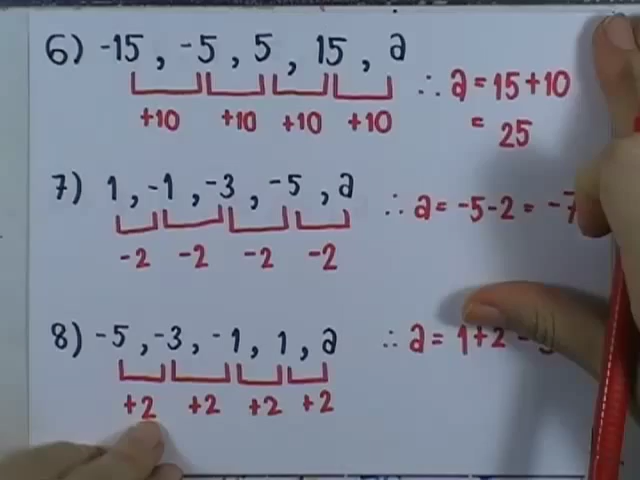 6) -15, -5, 5, 15, a
+10 +10 +10 +10
∴ a = 15+10
= 25
7) 1, -1, -3, -5, a
-2 -2 -2 -2
∴ a = -5-2 = -7
8) -5, -3, -1, 1, a
+2 +2 +2 +2
∴ a = 1+2